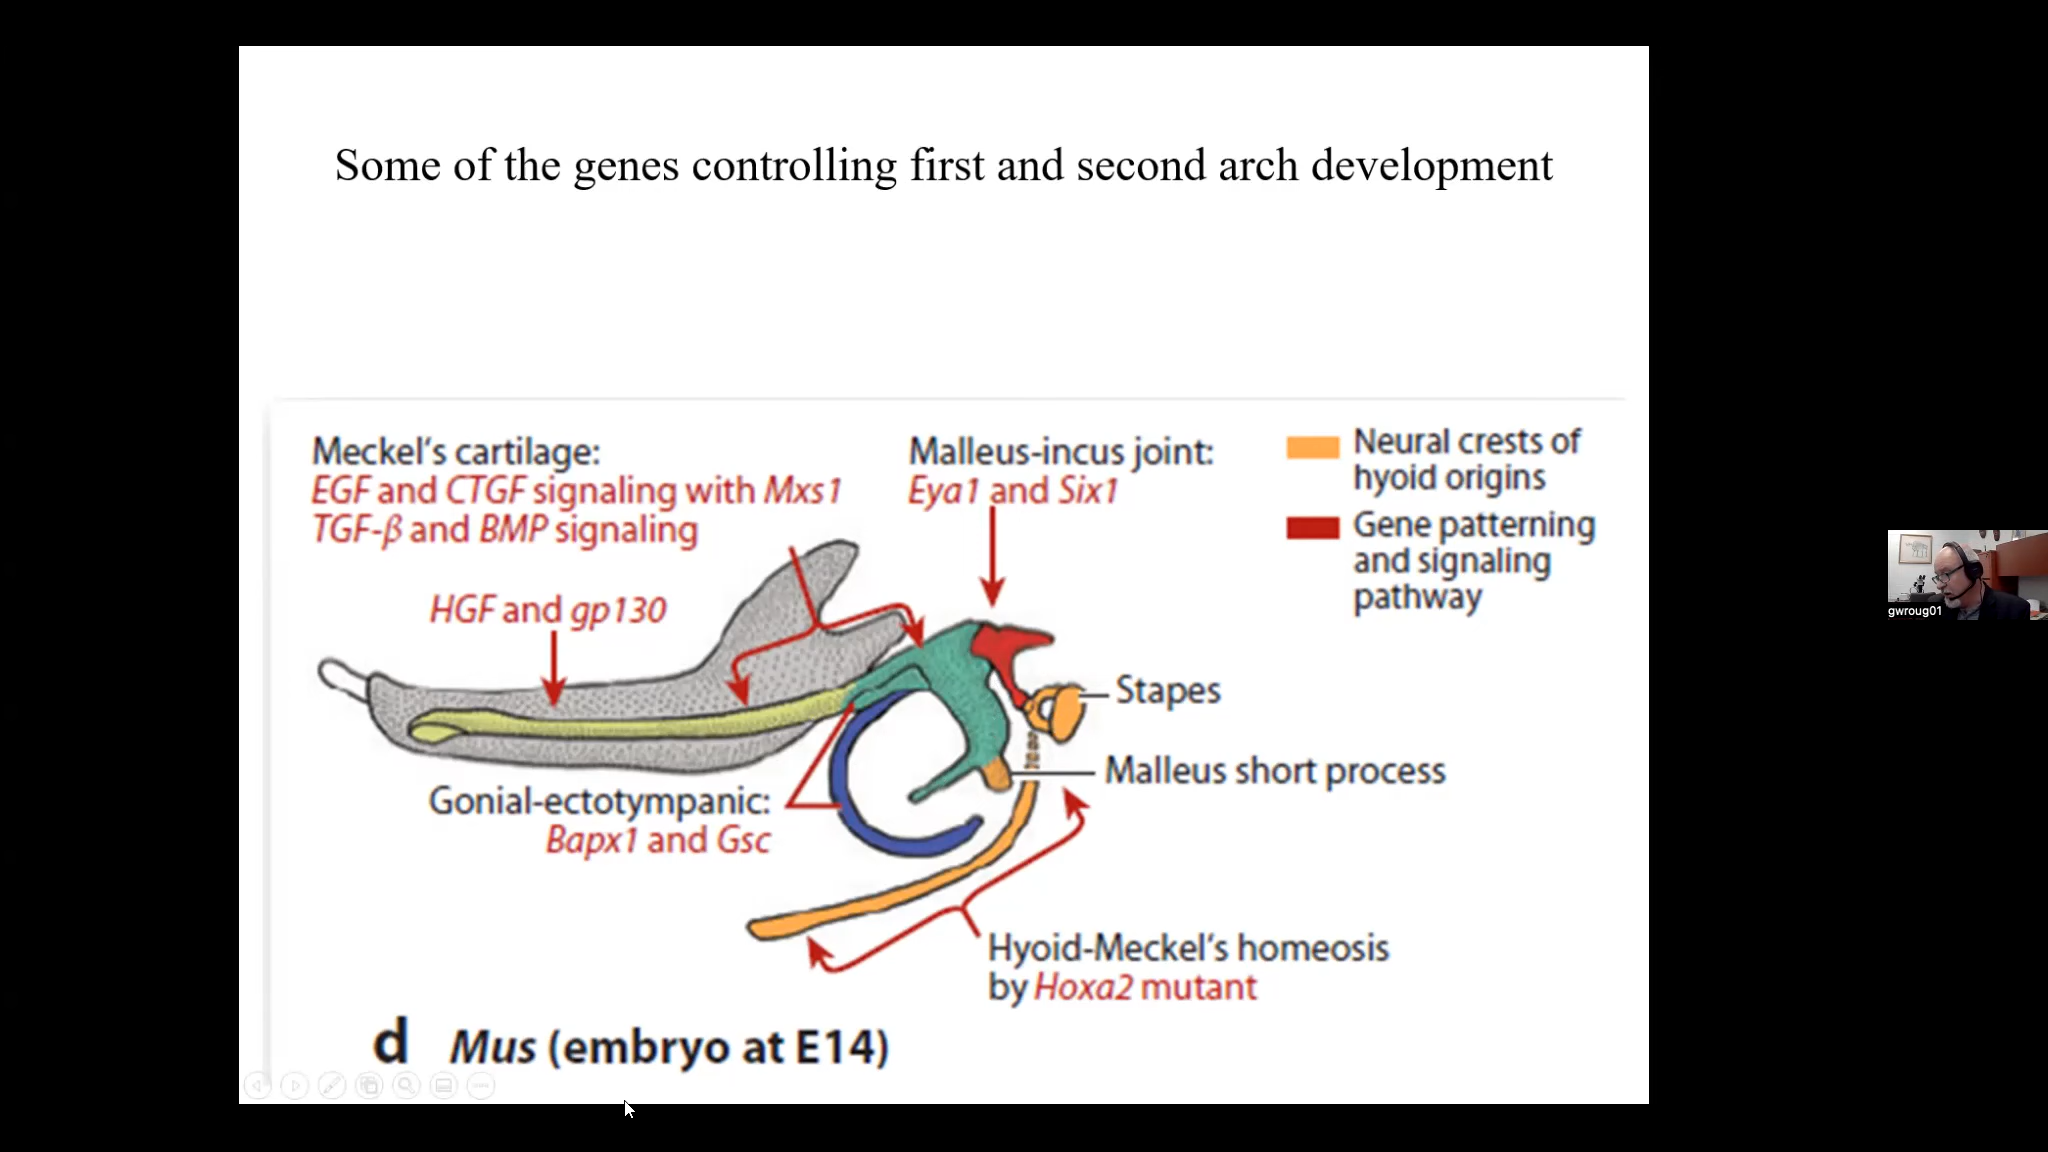 Some of the genes controlling first and second arch development
Meckel's cartilage:
EGF and CTGF signaling with Mxs1
TGF-β and BMP signaling
HGF and gp130
Malleus-incus joint:
Eya1 and Six1
Neural crests of
hyoid origins
Gene patterning
and signaling
pathway
Stapes
Malleus short process
Gonial-ectotympanic:
Bapx1 and Gsc
Hyoid-Meckel's homeosis
by Hoxa2 mutant
d Mus (embryo at E14)
gwroug01